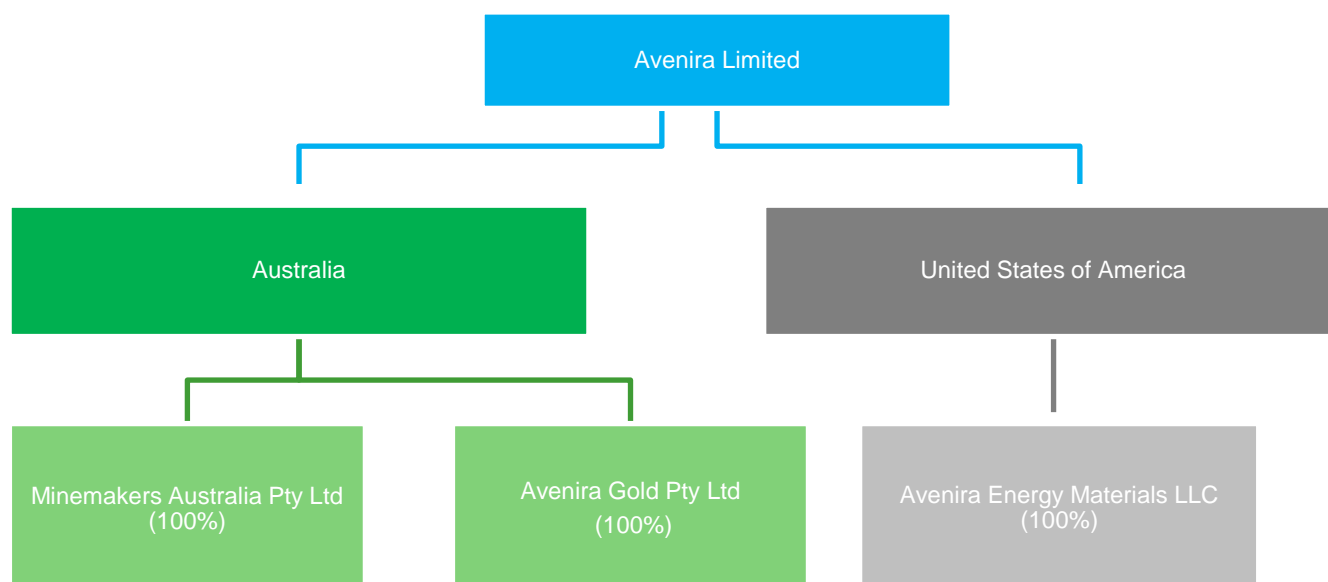 Avenira Limited
Australia
United States of America
Minemakers Australia Pty Ltd
(100%)
Avenira Gold Pty Ltd
(100%)
Avenira Energy Materials LLC
(100%)